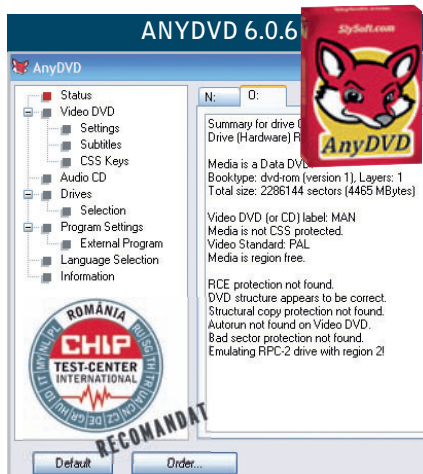 ANYDVD 6.0.6
SlySoft.com
AnyDVD
AnyDVD
Status
Video DVD
Settings
Subtitles
CSS Keys
Audio CD
Drives
Selection
Program Settings
External Program
Language Selection
Information
N:
O:
Summary for drive
Drive (Hardware) R
Media is a Data DVD
Booktype: dvd-rom (version 1), Layers: 1
Total size: 2286144 sectors (4465 MBytes)
Video DVD (or CD) label: MAN
Media is not CSS protected.
Video Standard: PAL
Media is region free.
RCE protection not found.
DVD structure appears to be correct.
Structural copy protection not found.
Autorun not found on Video DVD.
Bad sector protection not found.
Emulating RPC-2 drive with region 2!
ROMÂNIA
CHIP
TEST-CENTER
INTERNATIONAL
RECOMANDAT
Default
Order...